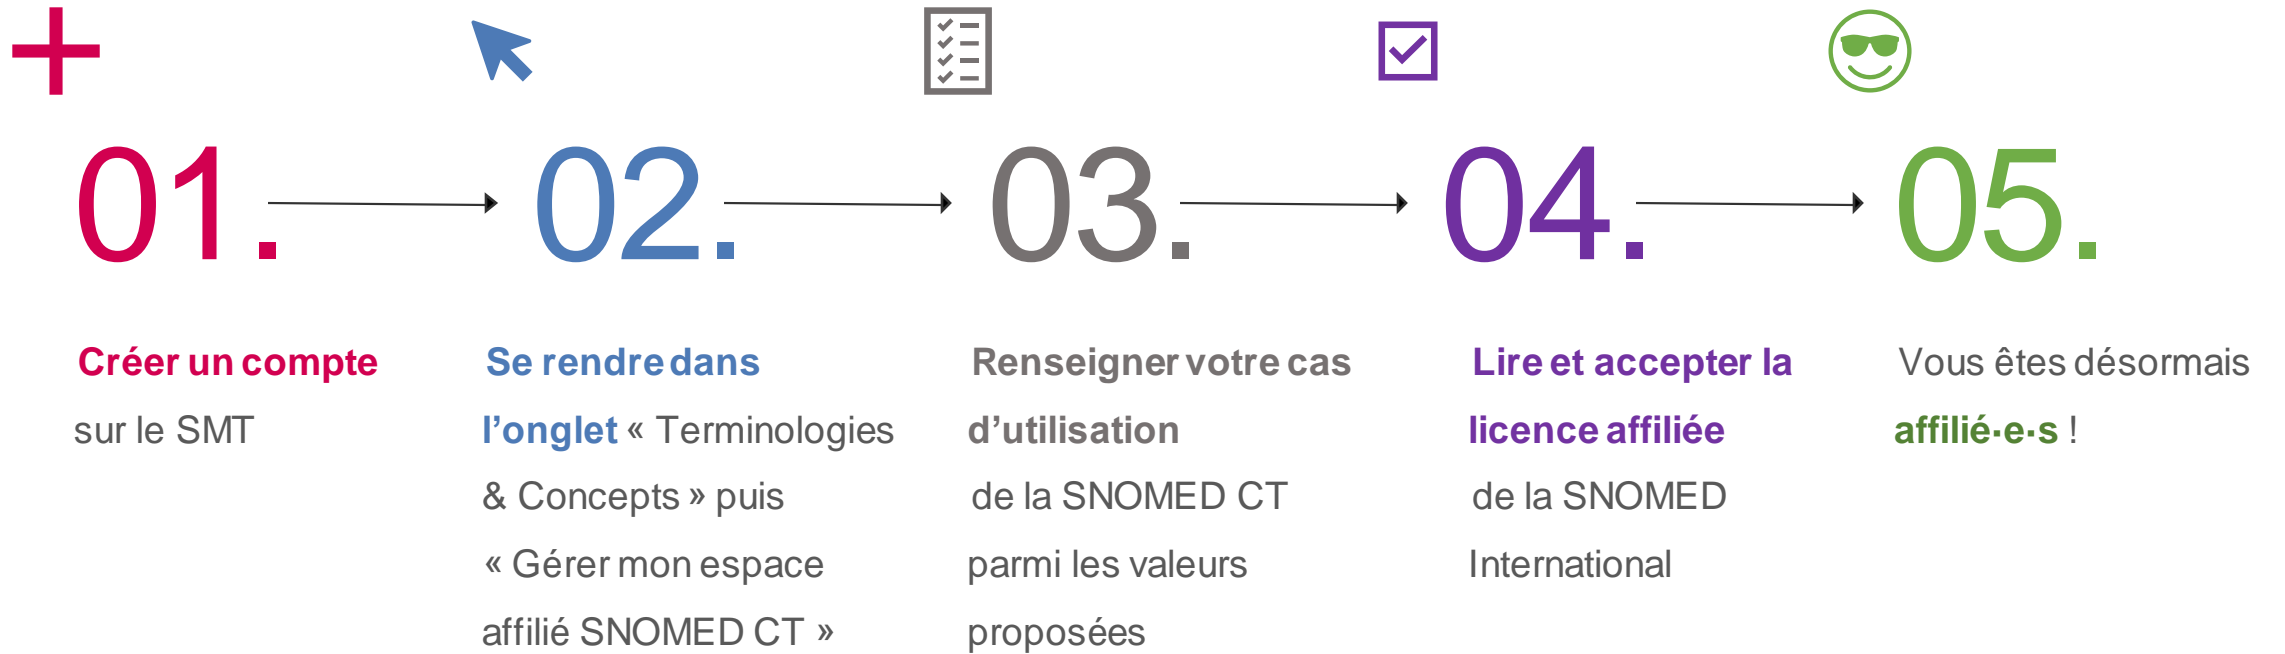 01.
02.
03.
04.
05.
Créer un compte
sur le SMT
Se rendre dans
l’onglet « Terminologies
& Concepts » puis
« Gérer mon espace
affilié SNOMED CT »
Renseigner votre cas
d’utilisation
de la SNOMED CT
parmi les valeurs
proposées
Lire et accepter la
licence affiliée
de la SNOMED
International
Vous êtes désormais
affilié·e·s !